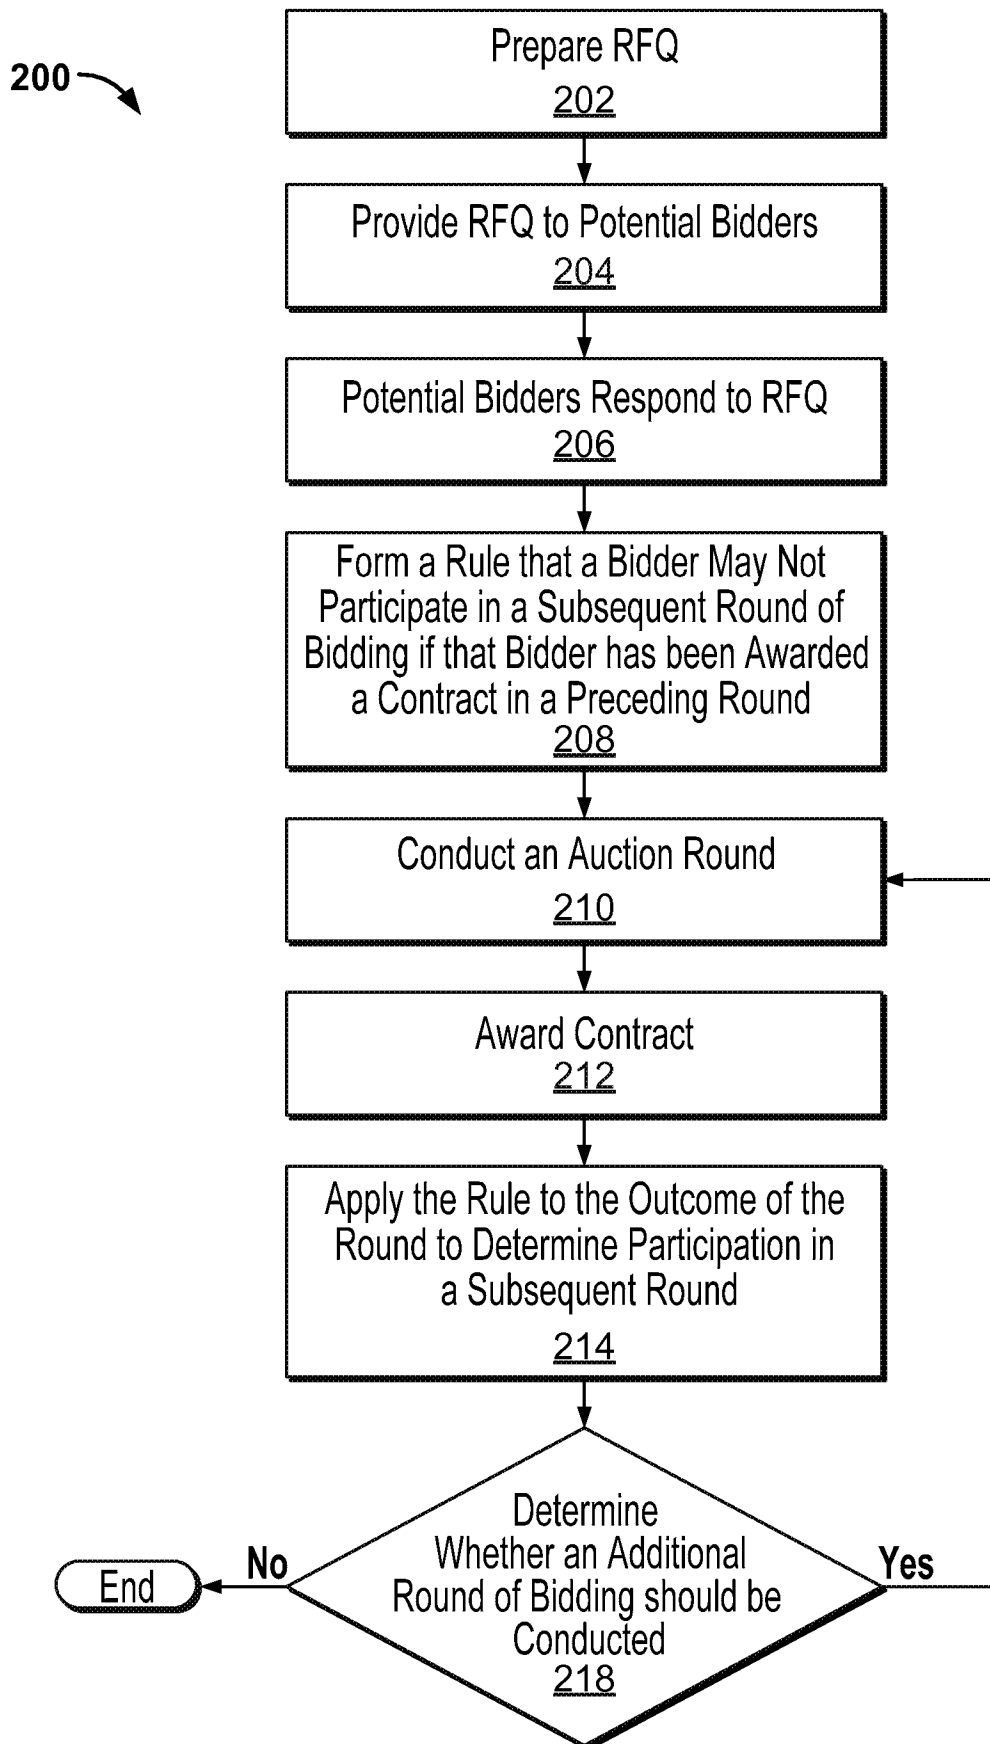 200
Prepare RFQ
202
Provide RFQ to Potential Bidders
204
Potential Bidders Respond to RFQ
206
Form a Rule that a Bidder May Not
Participate in a Subsequent Round of
Bidding if that Bidder has been Awarded
a Contract in a Preceding Round
208
Conduct an Auction Round
210
Award Contract
212
Apply the Rule to the Outcome of the
Round to Determine Participation in
a Subsequent Round
214
Determine
Whether an Additional
Round of Bidding should be
Conducted
218
No
Yes
End